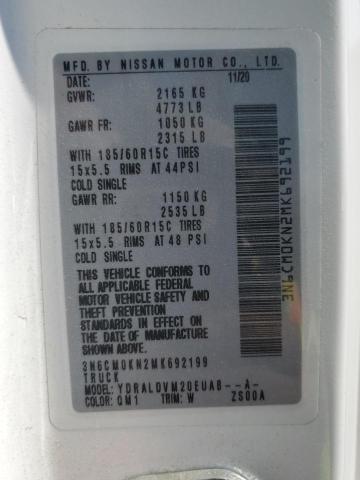 MFD. BY NISSAN MOTOR CO., LTD.
DATE: 11/20
GVWR: 2165 KG
4773 LB
GAWR FR: 1050 KG
2315 LB
WITH 185/60R15C TIRES
15x5.5 RIMS AT 44PSI
COLD SINGLE
GAWR RR: 1150 KG
2535 LB
WITH 185/60R15C TIRES
15x5.5 RIMS AT 48 PSI
COLD SINGLE
THIS VEHICLE CONFORMS TO
ALL APPLICABLE FEDERAL
MOTOR VEHICLE SAFETY AND
THEFT PREVENTION
STANDARDS IN EFFECT ON
THE DATE OF MANUFACTURE
SHOWN ABOVE.
3N6CM0KN2MK692199
TRUCK
MODEL: YDRALDVM20EUAB--A-
COLOR: QM1 TRIM: W ZS00A
3N6CM0KN2MK692199